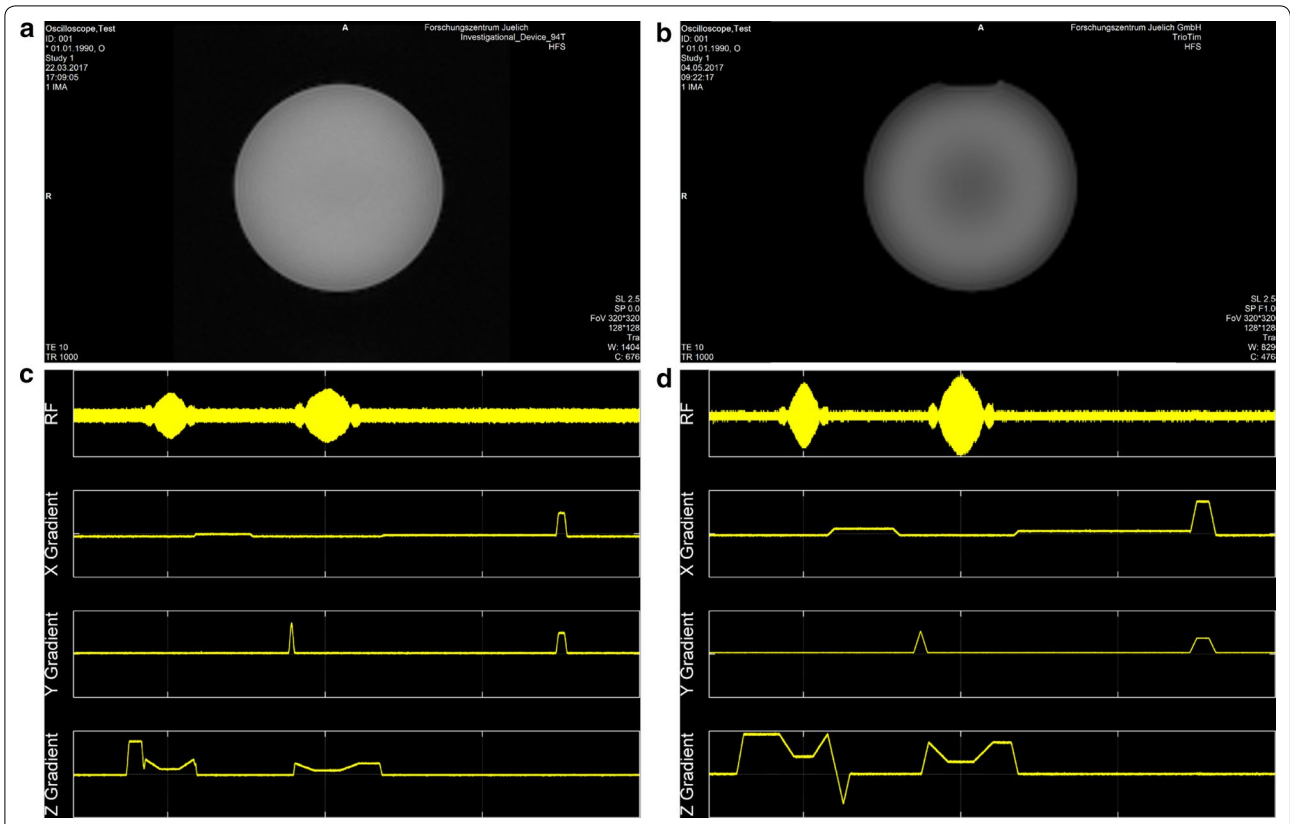 a
Oscilloscope,Test
ID: 001
* 01.01.1990, O
Study 1
22.03.2017
17:09:05
1 IMA
A
Forschungszentrum Juelich
Investigational_Device_94T
HFS
R
SL 2.5
SP 0.0
FoV 320*320
128*128
Tra
W: 1404
C: 676
TE 10
TR 1000
b
Oscilloscope,Test
ID: 001
* 01.01.1990, O
Study 1
04.05.2017
09:22:17
1 IMA
A
Forschungszentrum Juelich GmbH
TrioTim
HFS
R
SL 2.5
SP F1.0
FoV 320*320
128*128
Tra
W: 829
C: 476
TE 10
TR 1000
c
RF
X Gradient
Y Gradient
Z Gradient
d
RF
X Gradient
Y Gradient
Z Gradient